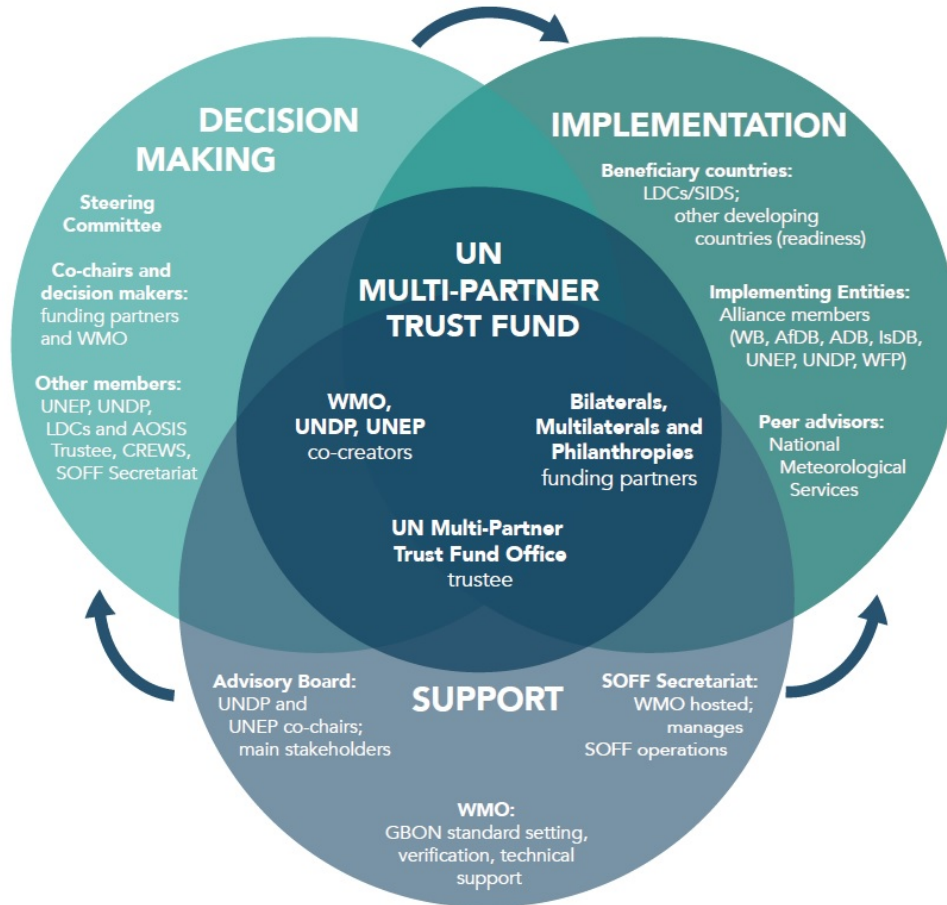 DECISION
MAKING
Steering
Committee
Co-chairs and
decision makers:
funding partners
and WMO
Other members:
UNEP, UNDP,
LDCs and AOSIS
Trustee, CREWS,
SOFF Secretariat
IMPLEMENTATION
Beneficiary countries:
LDCs/SIDS;
other developing
countries (readiness)
Implementing Entities:
Alliance members
(WB, AfDB, ADB, IsDB,
UNEP, UNDP, WFP)
Peer advisors:
National
Meteorological
Services
UN
MULTI-PARTNER
TRUST FUND
WMO,
UNDP, UNEP
co-creators
Bilaterals,
Multilaterals and
Philanthropies
funding partners
UN Multi-Partner
Trust Fund Office
trustee
SUPPORT
Advisory Board:
UNDP and
UNEP co-chairs;
main stakeholders
SOFF Secretariat:
WMO hosted;
manages
SOFF operations
WMO:
GBON standard setting,
verification, technical
support